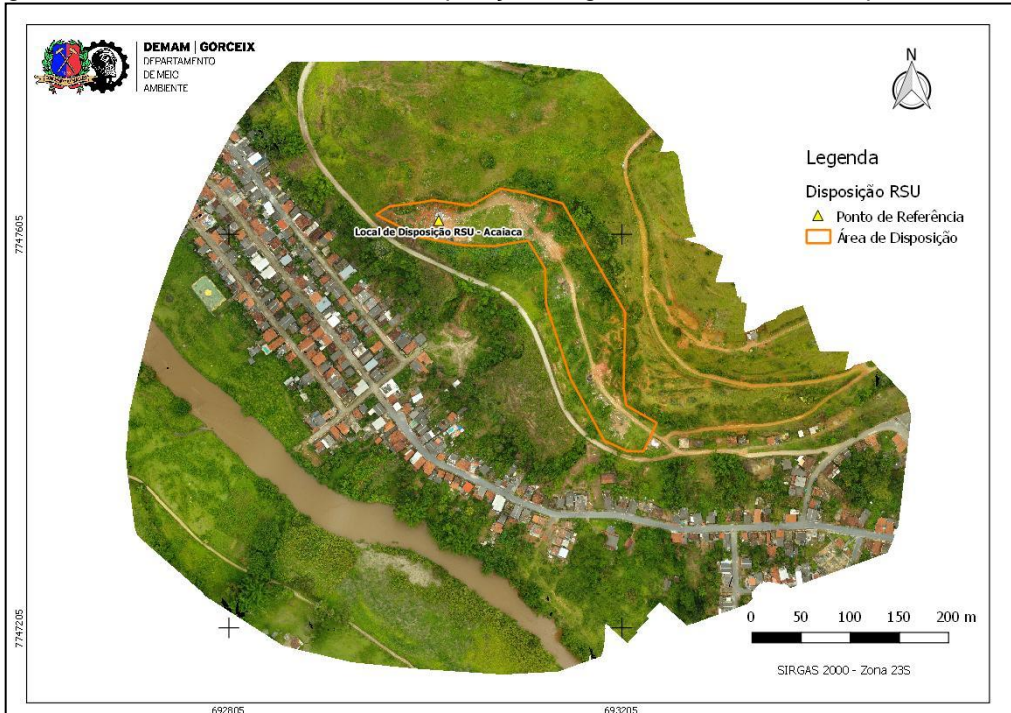 DEMAM | GORCEIX
DEPARTAMENTO
DE MEIO
AMBIENTE
N
Legenda
Disposição RSU
Ponto de Referência
Área de Disposição
Local de Disposição RSU - Acaiaca
7747605
7747205
0 50 100 150 200 m
SIRGAS 2000 - Zona 23S
692805 693205